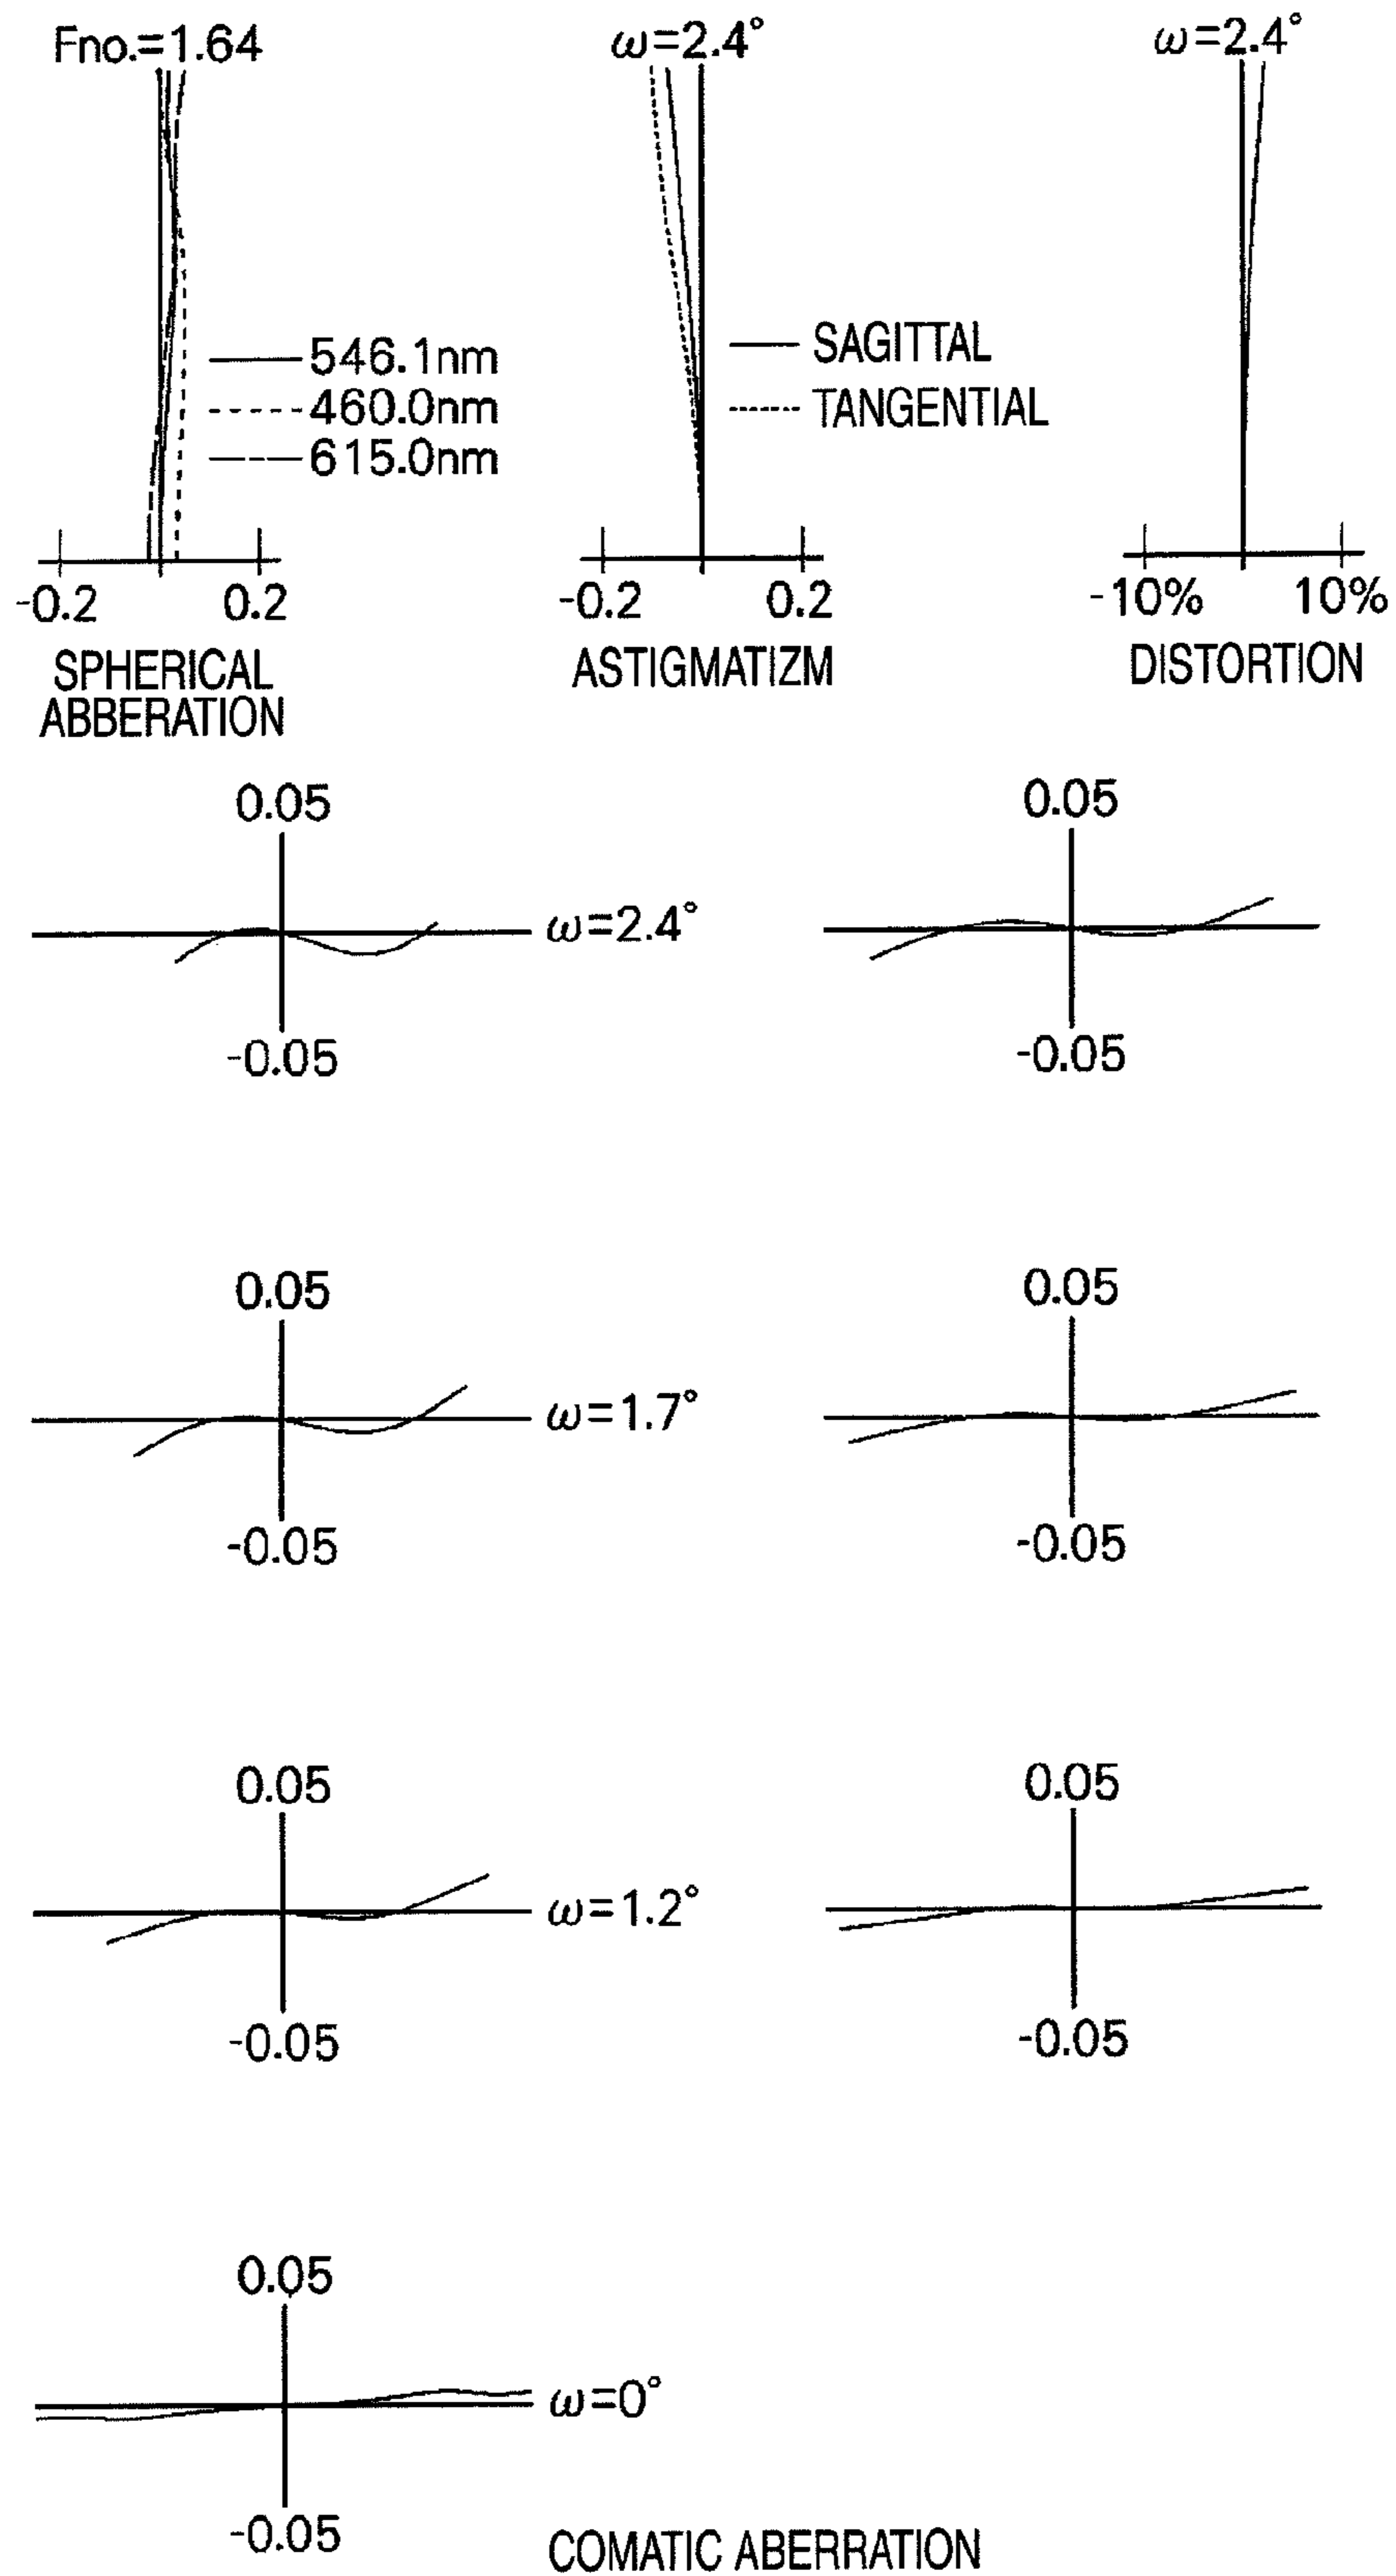 Fno.=1.64
ω=2.4°
ω=2.4°
546.1nm
460.0nm
615.0nm
SAGITTAL
TANGENTIAL
-0.2 0.2
-0.2 0.2
-10% 10%
SPHERICAL
ABBERATION
ASTIGMATIZM
DISTORTION
0.05
0.05
ω=2.4°
-0.05
-0.05
0.05
0.05
ω=1.7°
-0.05
-0.05
0.05
0.05
ω=1.2°
-0.05
-0.05
0.05
ω=0°
-0.05
COMATIC ABERRATION